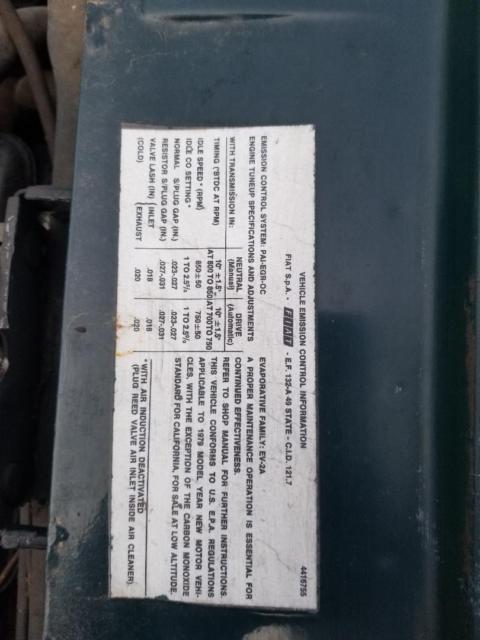 VEHICLE EMISSION CONTROL INFORMATION
4415755
FIAT S.p.A. - FIAT - E.F. 135-A 49 STATE - C.I.D. 121.7
EMISSION CONTROL SYSTEM: PAI-EGR-OC
ENGINE TUNEUP SPECIFICATIONS AND ADJUSTMENTS
WITH TRANSMISSION IN: NEUTRAL (Manual) DRIVE (Automatic)
TIMING (°BTDC AT RPM) 10° ±1.5° AT 800 TO 850 10° ±1.5° AT 700 TO 750
IDLE SPEED* (RPM) 850±50 750±50
IDLE CO SETTING* 1 TO 2.5% 1 TO 2.5%
NORMAL S/PLUG GAP (IN.) .023-.027 .023-.027
RESISTOR S/PLUG GAP (IN.) .027-.031 .027-.031
VALVE LASH (IN) (INLET .018 .018
(COLD) (EXHAUST .020 .020
EVAPORATIVE FAMILY: EV-2A
A PROPER MAINTENANCE OPERATION IS ESSENTIAL FOR
CONTINUED EFFECTIVENESS.
REFER TO SHOP MANUAL FOR FURTHER INSTRUCTIONS.
THIS VEHICLE CONFORMS TO U.S. E.P.A. REGULATIONS
APPLICABLE TO 1979 MODEL YEAR NEW MOTOR VEHI-
CLES, WITH THE EXCEPTION OF THE CARBON MONOXIDE
STANDARD FOR CALIFORNIA, FOR SALE AT LOW ALTITUDE.
*WITH AIR INDUCTION DEACTIVATED
(PLUG REED VALVE AIR INLET INSIDE AIR CLEANER)